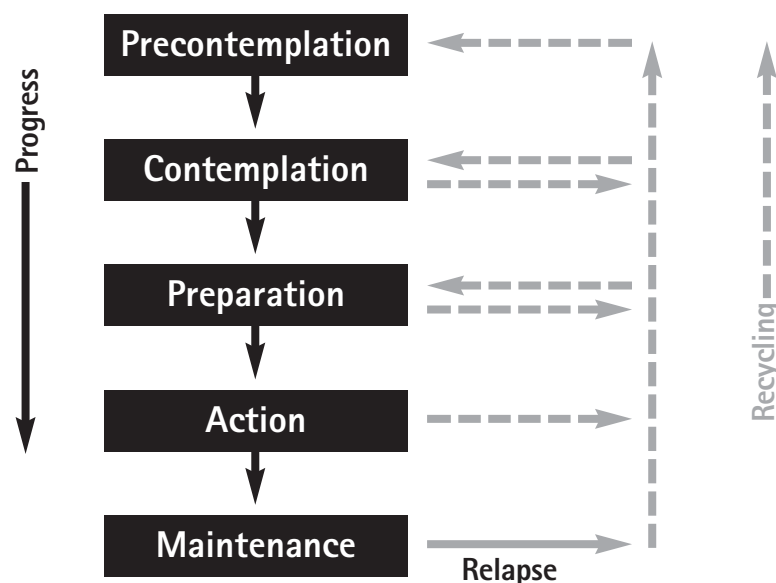 Precontemplation
Progress
Contemplation
Preparation
Recycling
Action
Maintenance
Relapse